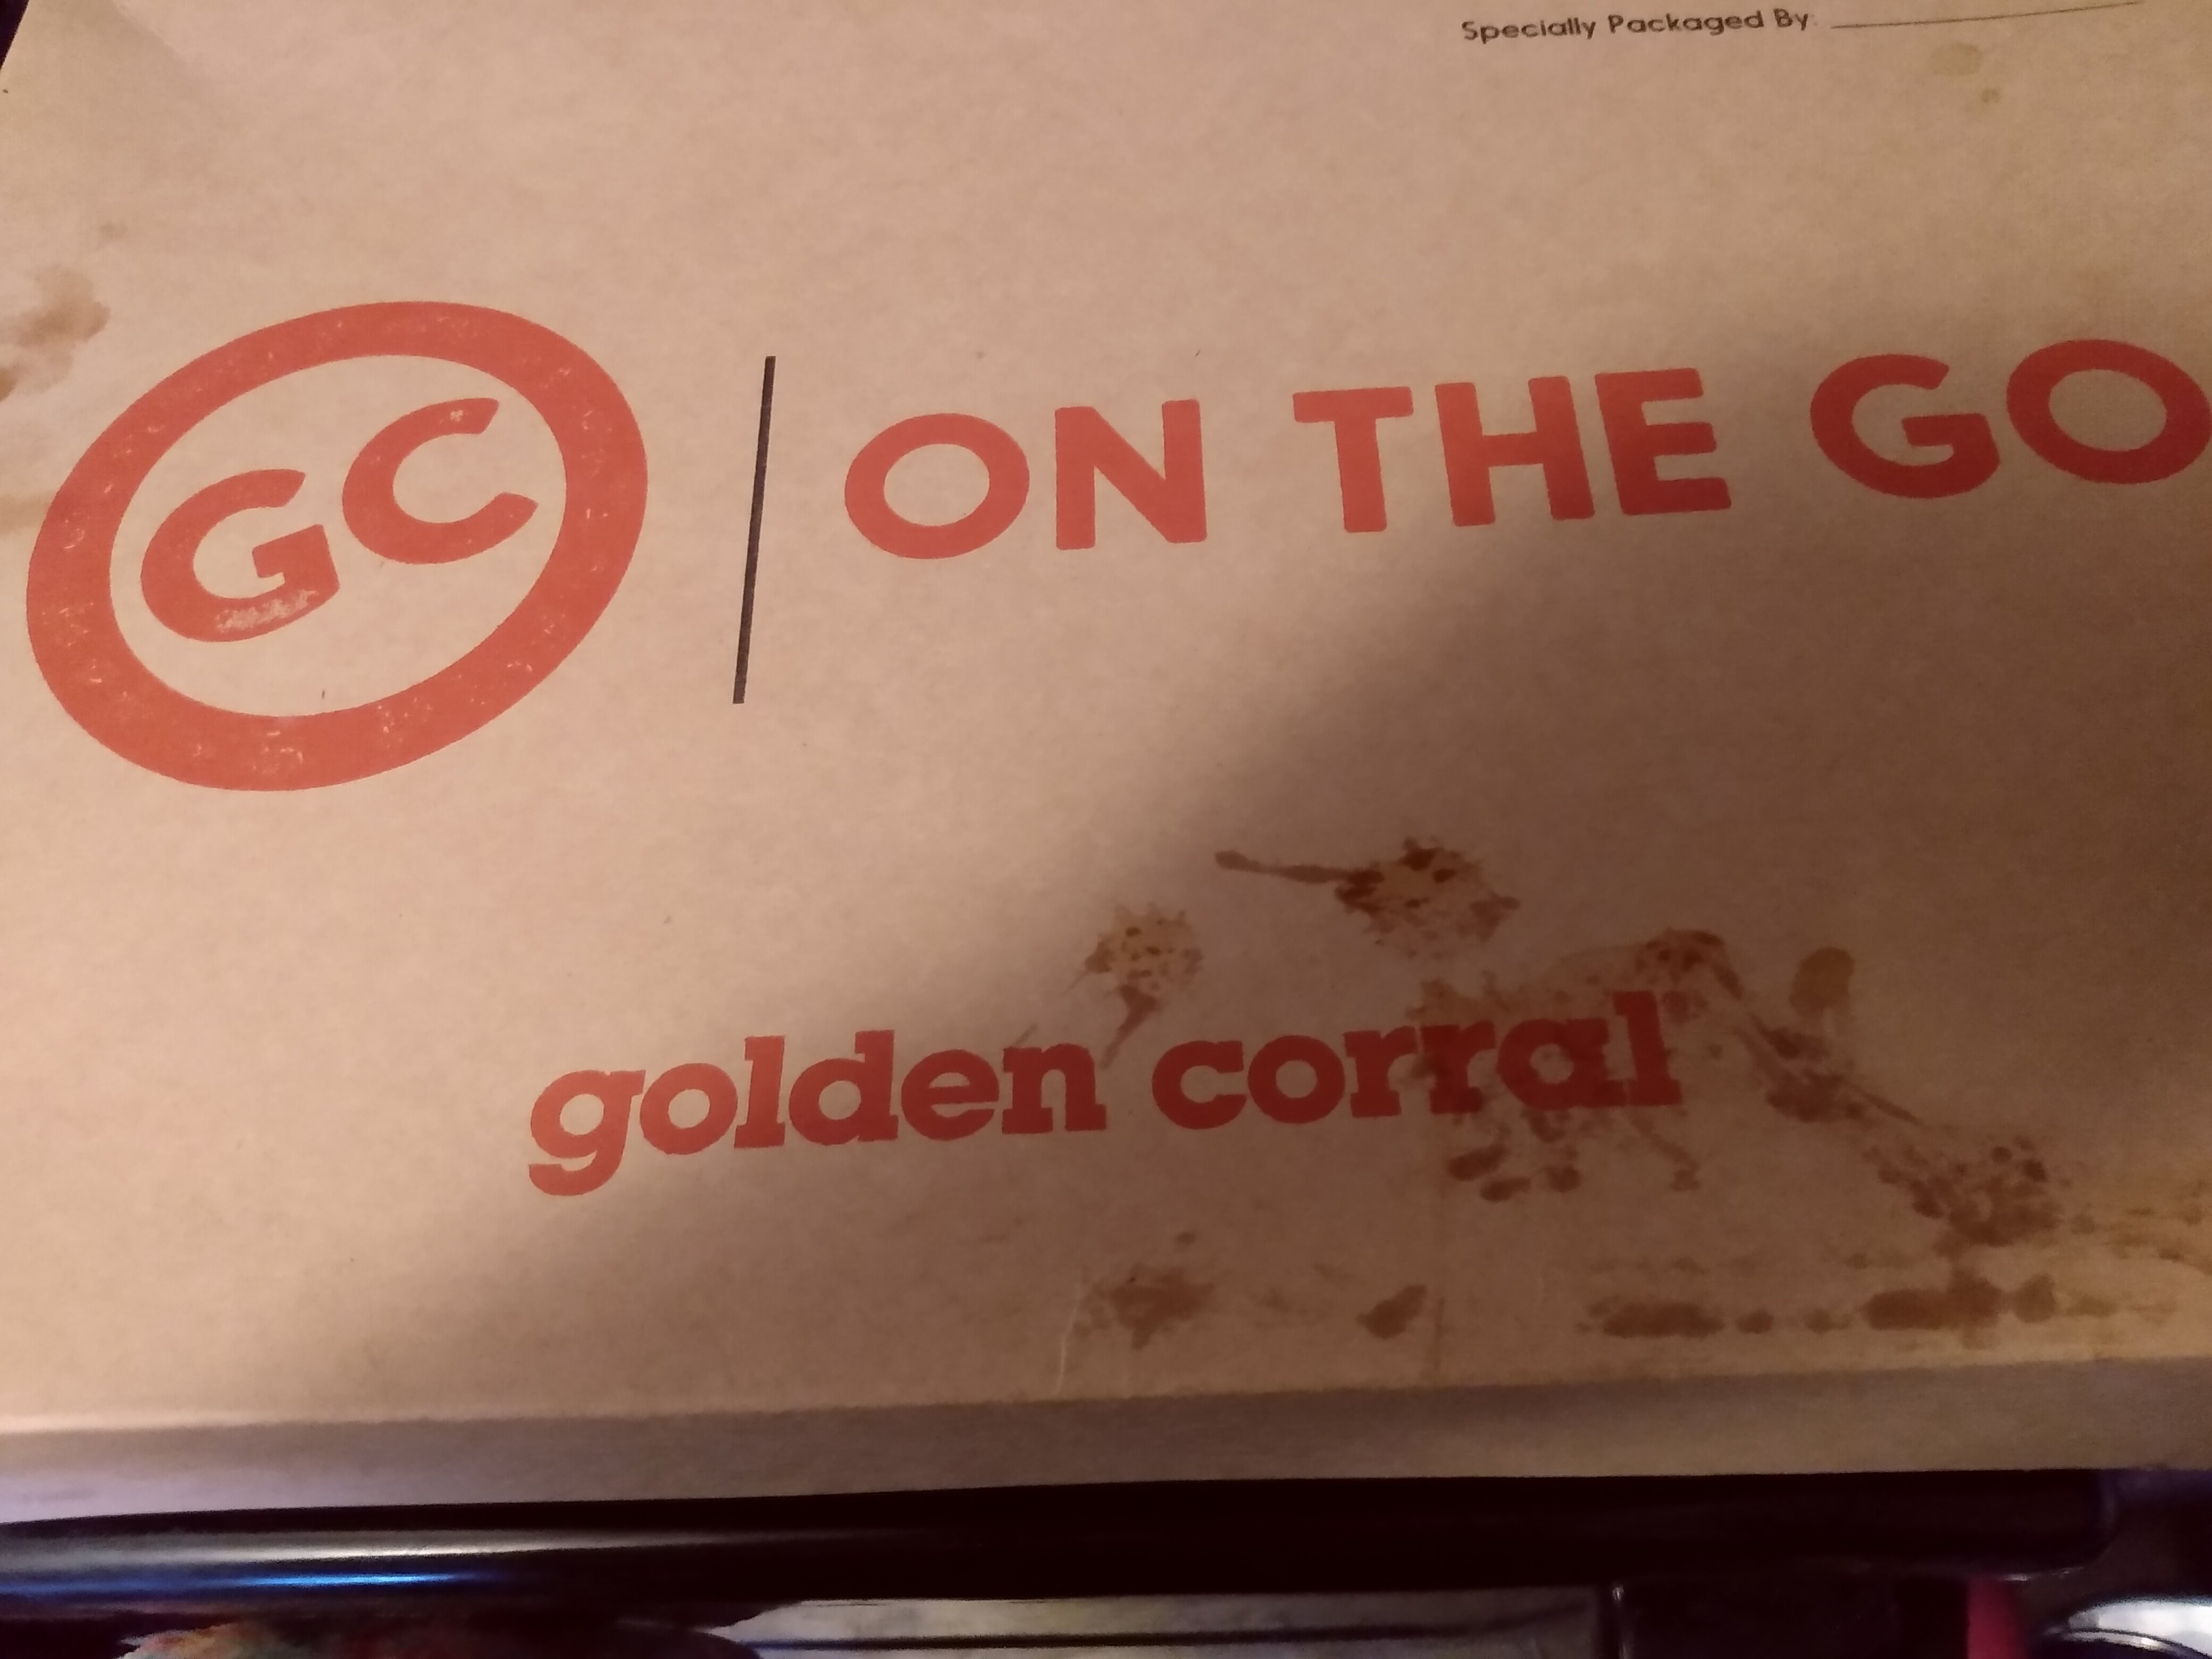 Specially Packaged By:
GC | ON THE GO
golden corral